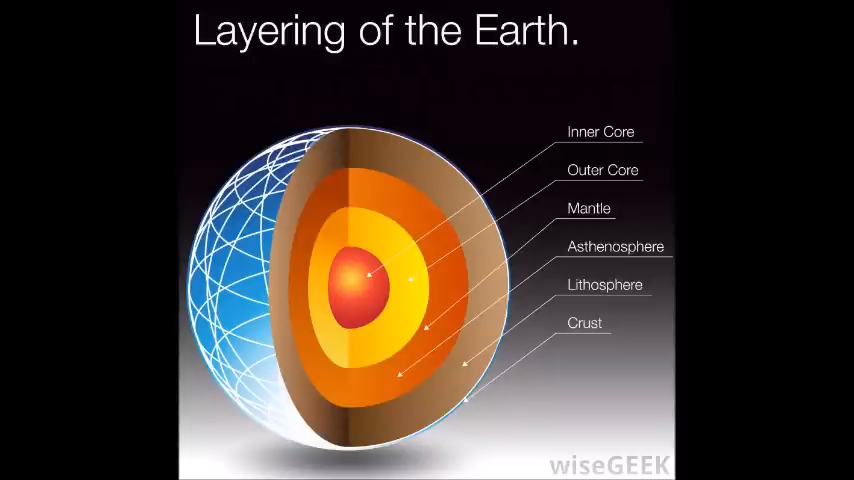 Layering of the Earth.
Inner Core
Outer Core
Mantle
Asthenosphere
Lithosphere
Crust
wiseGEEK